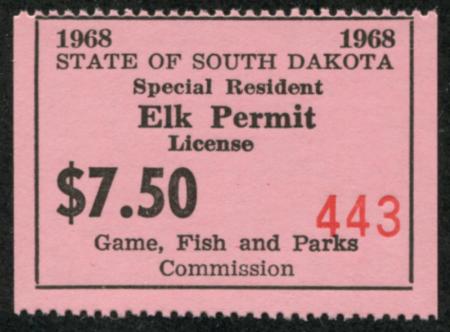 1968 1968
STATE OF SOUTH DAKOTA
Special Resident
Elk Permit
License
$7.50
443
Game, Fish and Parks
Commission